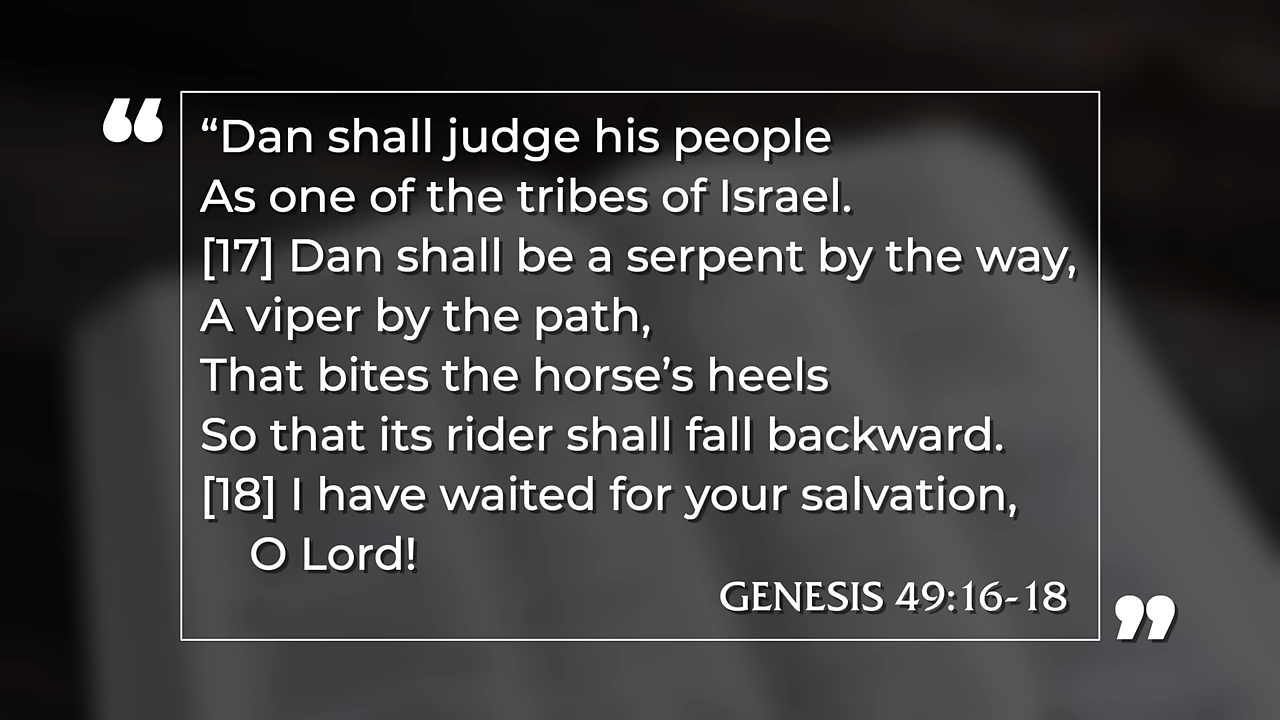 “Dan shall judge his people
As one of the tribes of Israel.
[17] Dan shall be a serpent by the way,
A viper by the path,
That bites the horse’s heels
So that its rider shall fall backward.
[18] I have waited for your salvation,
O Lord!
GENESIS 49:16-18